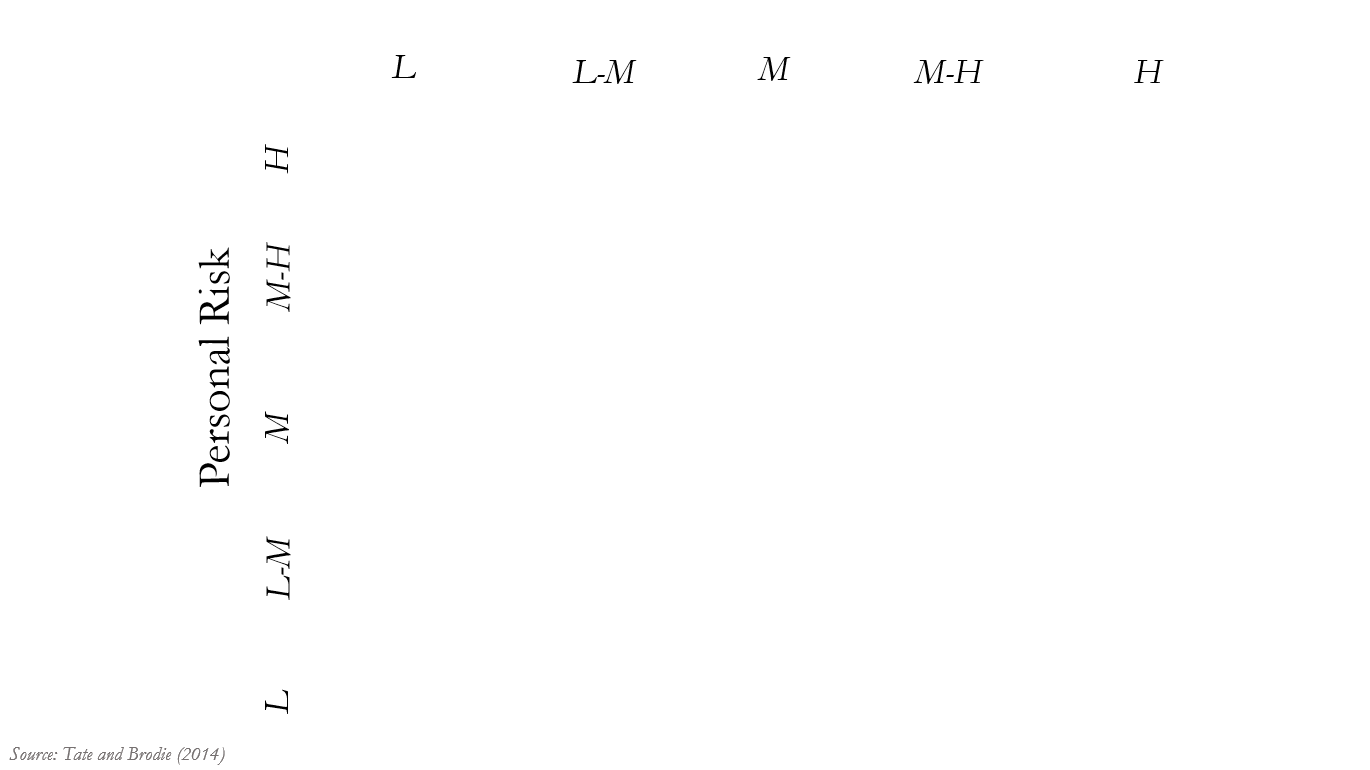 L
L-M
M
M-H
H
Personal Risk
H
M-H
M
L-M
L
Source: Tate and Brodie (2014)